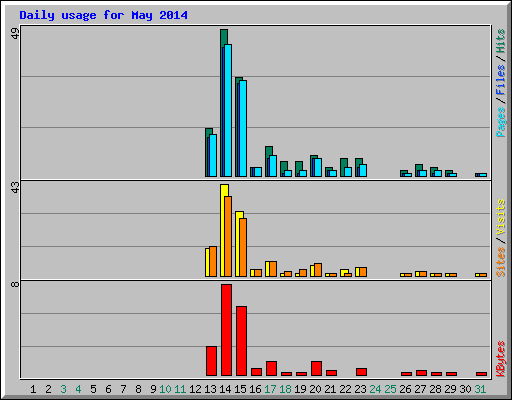 Daily usage for May 2014
49
Pages / Files / Hits
43
Sites / Visits
8
KBytes
1 2 3 4 5 6 7 8 9 10 11 12 13 14 15 16 17 18 19 20 21 22 23 24 25 26 27 28 29 30 31